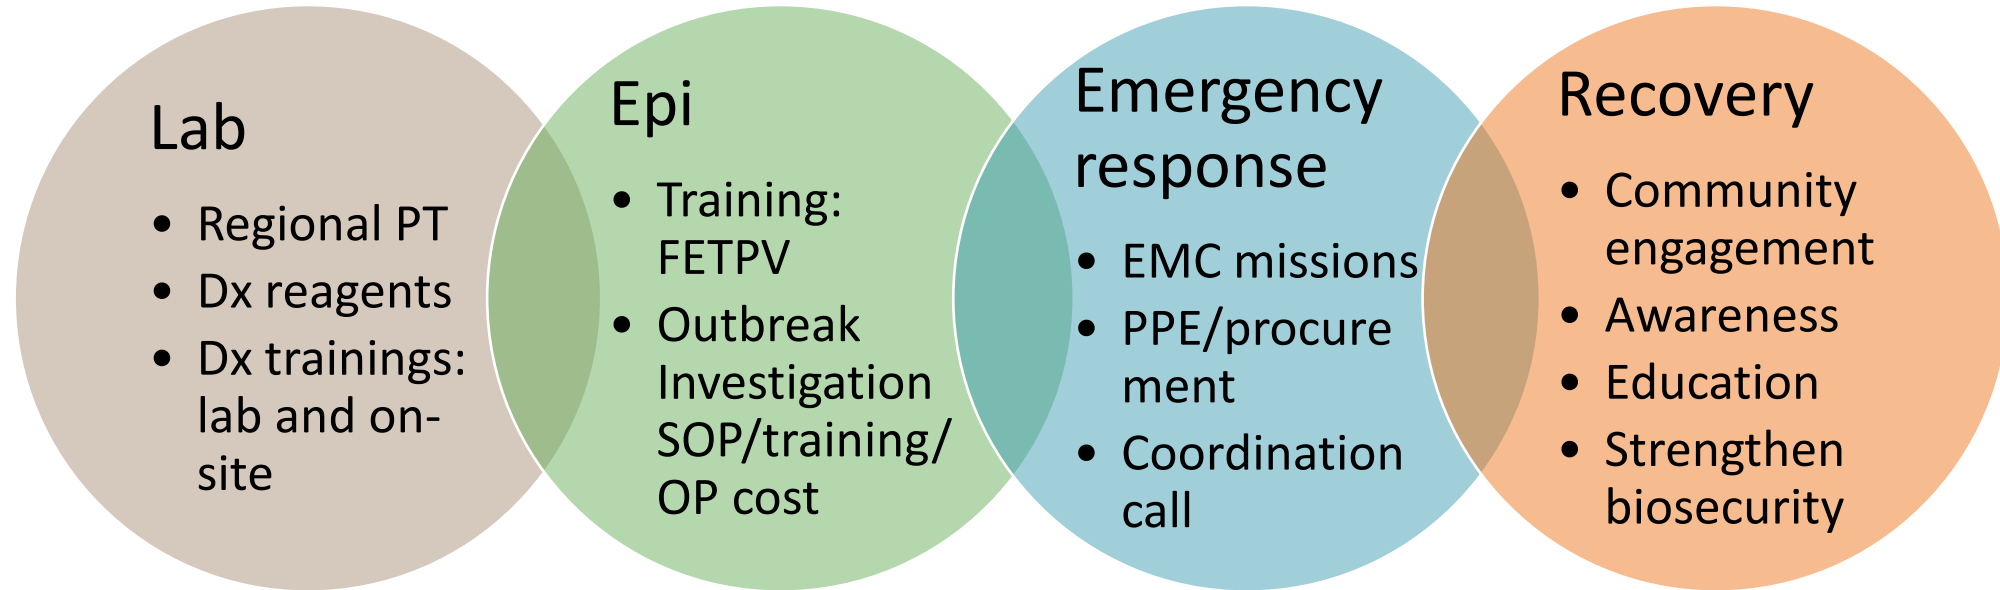 Lab
• Regional PT
• Dx reagents
• Dx trainings:
lab and on-
site
Epi
• Training:
FETPV
• Outbreak
Investigation
SOP/training/
OP cost
Emergency
response
• EMC missions
• PPE/procure
ment
• Coordination
call
Recovery
• Community
engagement
• Awareness
• Education
• Strengthen
biosecurity